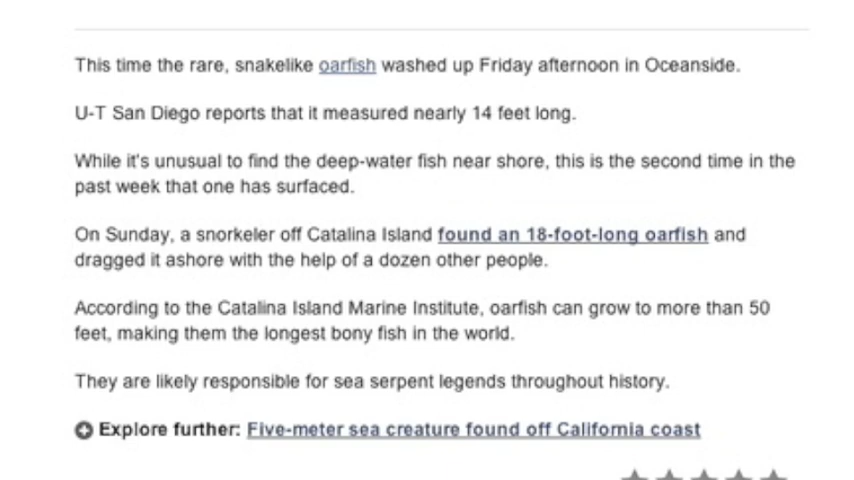 This time the rare, snakelike oarfish washed up Friday afternoon in Oceanside.
U-T San Diego reports that it measured nearly 14 feet long.
While it's unusual to find the deep-water fish near shore, this is the second time in the
past week that one has surfaced.
On Sunday, a snorkeler off Catalina Island found an 18-foot-long oarfish and
dragged it ashore with the help of a dozen other people.
According to the Catalina Island Marine Institute, oarfish can grow to more than 50
feet, making them the longest bony fish in the world.
They are likely responsible for sea serpent legends throughout history.
Explore further: Five-meter sea creature found off California coast